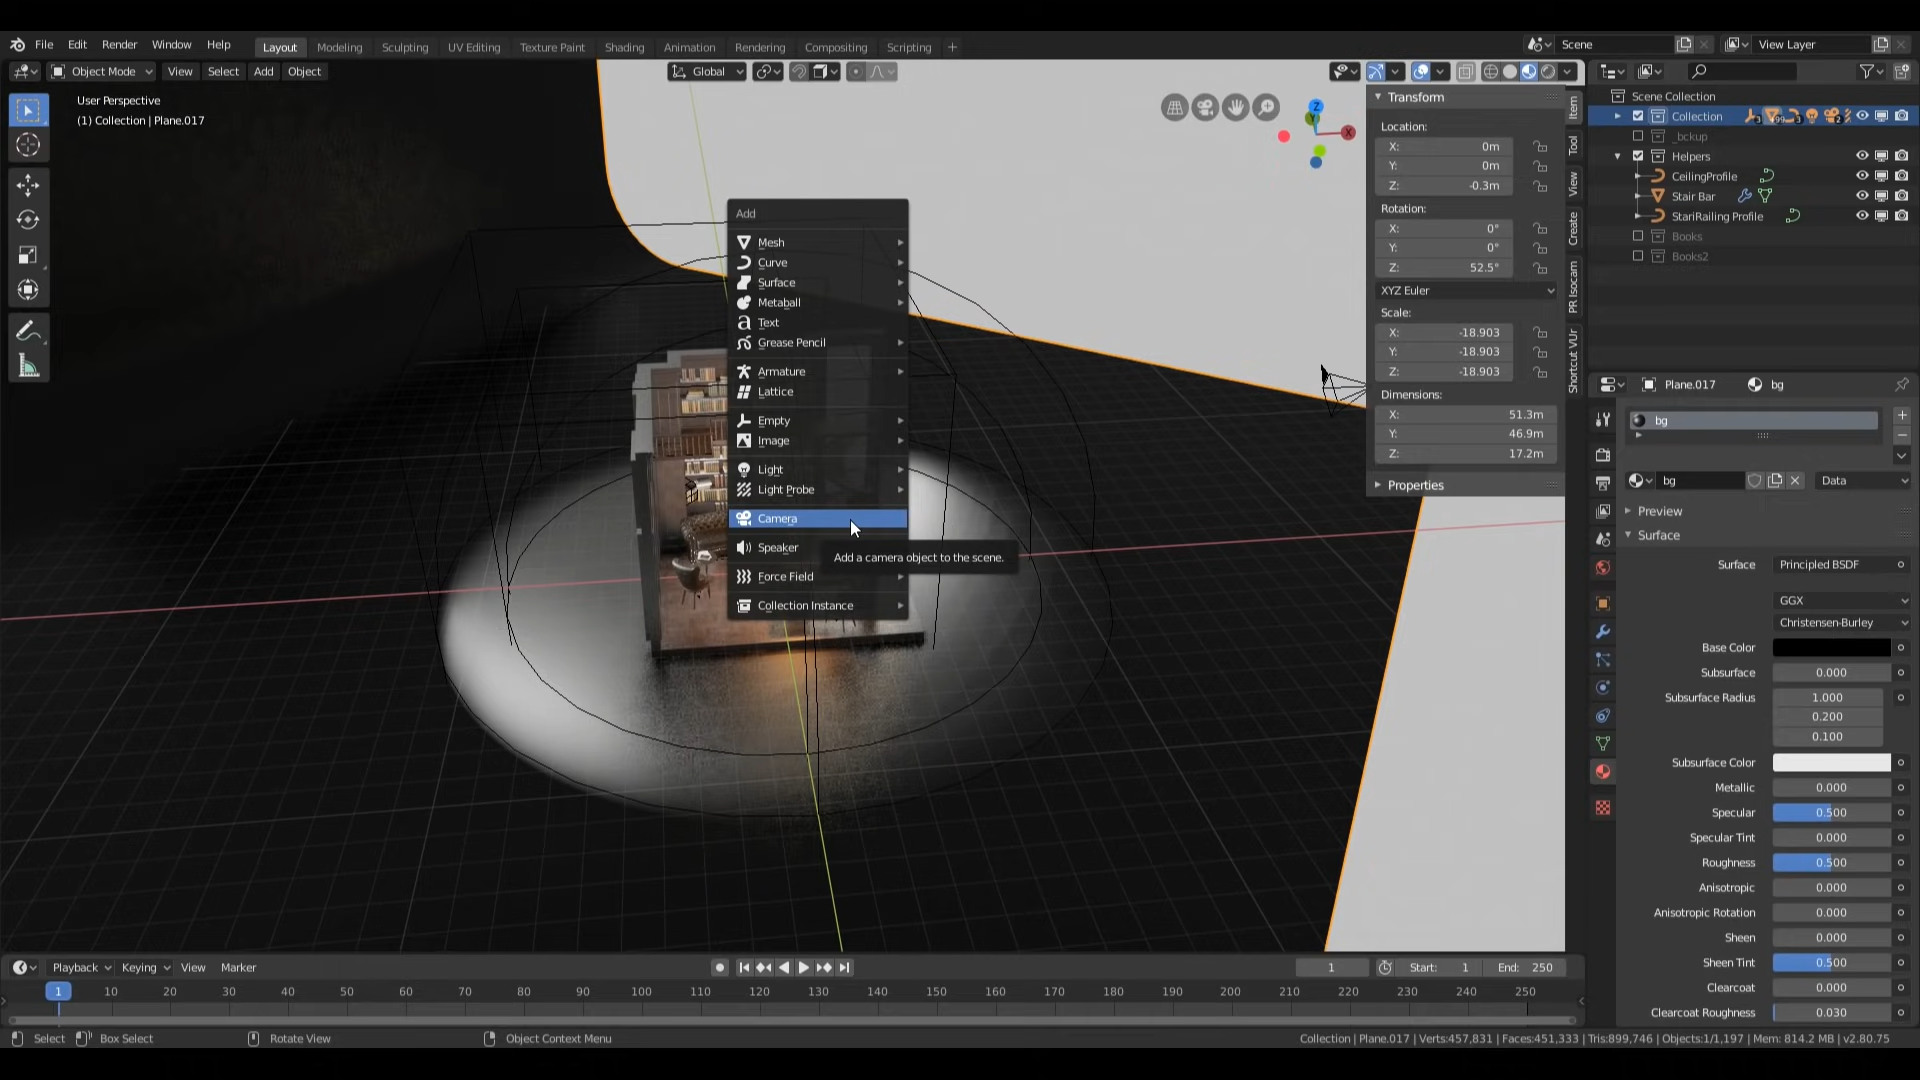 File Edit Render Window Help Layout Modeling Sculpting UV Editing Texture Paint Shading Animation Rendering Compositing Scripting + Scene View Layer
Object Mode View Select Add Object Global
User Perspective
(1) Collection | Plane.017
Add
Mesh
Curve
Surface
Metaball
Text
Grease Pencil
Armature
Lattice
Empty
Image
Light
Light Probe
Camera
Speaker
Force Field
Collection Instance
Add a camera object to the scene.
Z
Y
X
Transform
Location:
X: 0m
Y: 0m
Z: -0.3m
Rotation:
X: 0°
Y: 0°
Z: 52.5°
XYZ Euler
Scale:
X: -18.903
Y: -18.903
Z: -18.903
Dimensions:
X: 51.3m
Y: 46.9m
Z: 17.2m
Properties
Item
Tool
View
Create
PR Isocam
Shortcut VUr
Scene Collection
Collection
_bckup
Helpers
CeilingProfile
Stair Bar
StariRailing Profile
Books
Books2
Plane.017 bg
bg
bg Data
Preview
Surface
Surface Principled BSDF
GGX
Christensen-Burley
Base Color
Subsurface 0.000
Subsurface Radius 1.000
0.200
0.100
Subsurface Color
Metallic 0.000
Specular 0.500
Specular Tint 0.000
Roughness 0.500
Anisotropic 0.000
Anisotropic Rotation 0.000
Sheen 0.000
Sheen Tint 0.500
Clearcoat 0.000
Clearcoat Roughness 0.030
Playback Keying View Marker 1 Start: 1 End: 250
1 10 20 30 40 50 60 70 80 90 100 110 120 130 140 150 160 170 180 190 200 210 220 230 240 250
Select Box Select Rotate View Object Context Menu Collection | Plane.017 | Verts:457,831 | Faces:451,333 | Tris:899,746 | Objects:1/1,197 | Mem: 814.2 MB | v2.80.75